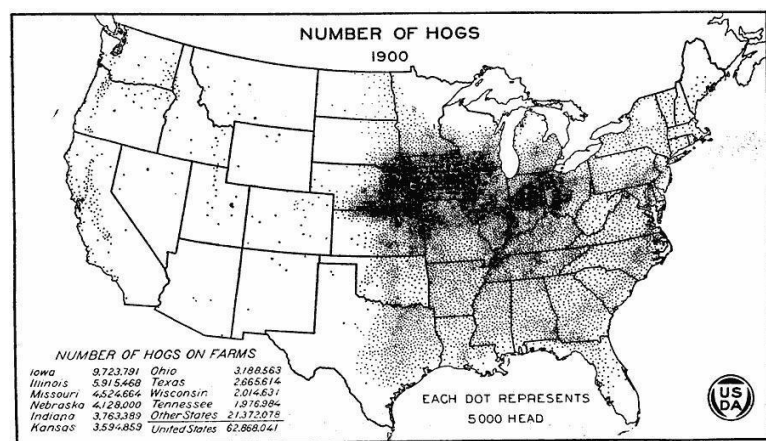 NUMBER OF HOGS
1900
NUMBER OF HOGS ON FARMS
Iowa 9,723,791 Ohio 3,188,563
Illinois 5,915,468 Texas 2,665,614
Missouri 4,524,664 Wisconsin 2,014,631
Nebraska 4,128,000 Tennessee 1,976,984
Indiana 3,763,389 Other States 21,372,078
Kansas 3,594,859 United States 62,868,041
EACH DOT REPRESENTS
5000 HEAD
US
DA